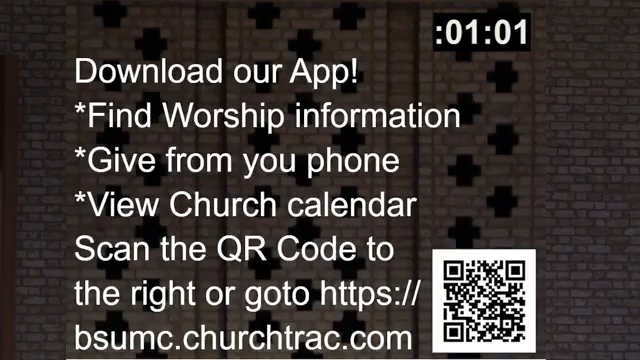 :01:01
Download our App!
*Find Worship information
*Give from you phone
*View Church calendar
Scan the QR Code to
the right or goto https://
bsumc.churchtrac.com